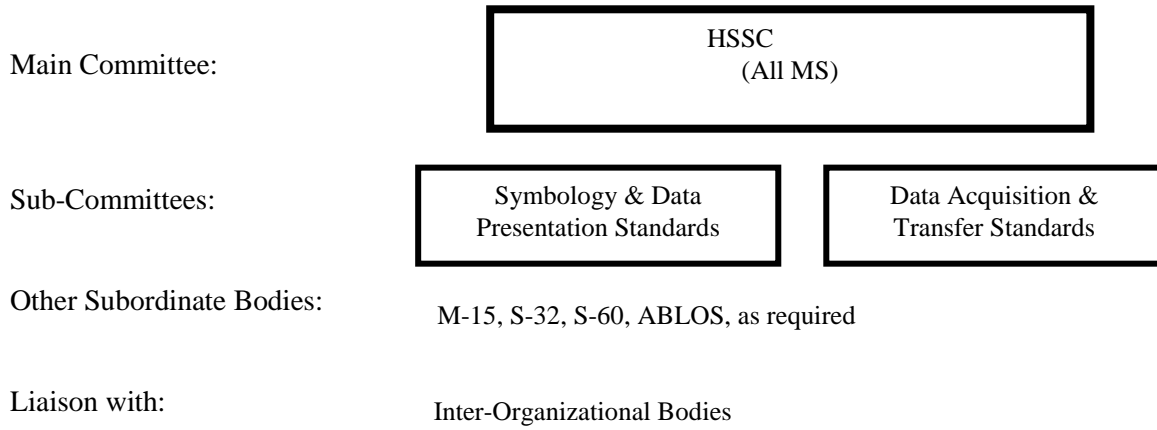 Main Committee:
HSSC
(All MS)
Sub-Committees:
Symbology & Data
Presentation Standards
Data Acquisition &
Transfer Standards
Other Subordinate Bodies:
M-15, S-32, S-60, ABLOS, as required
Liaison with:
Inter-Organizational Bodies